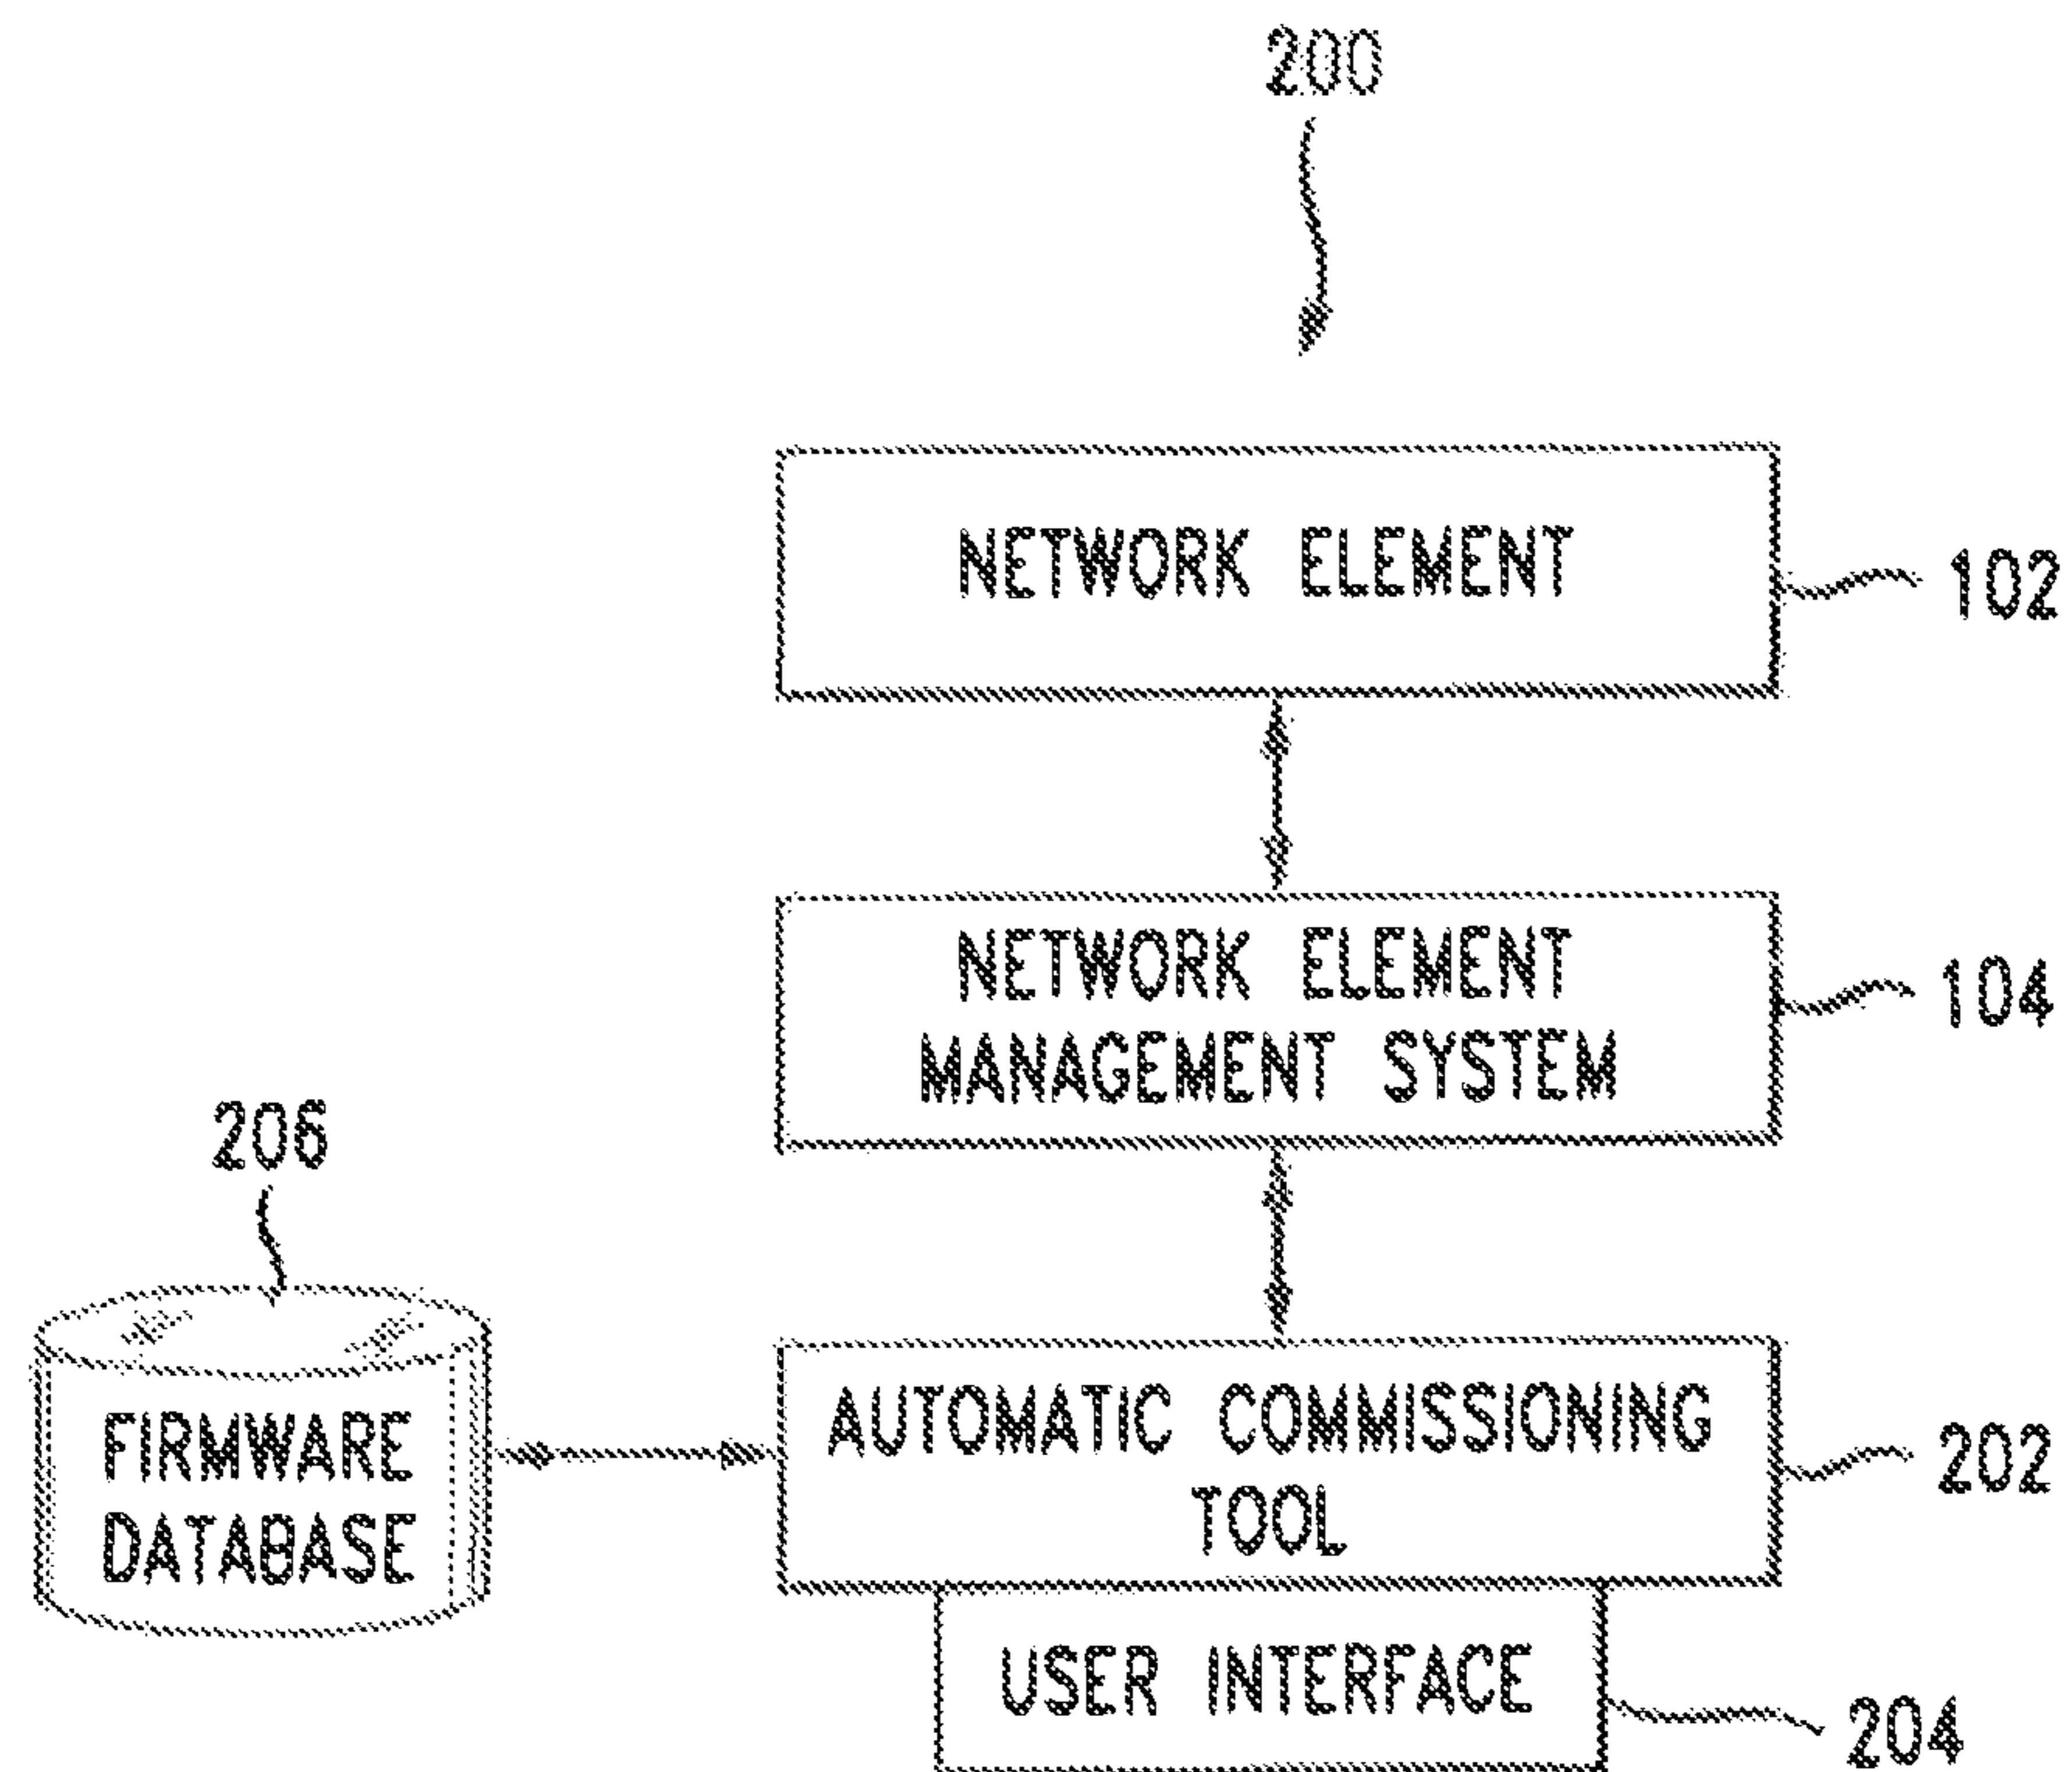 200
NETWORK ELEMENT
102
NETWORK ELEMENT
MANAGEMENT SYSTEM
104
206
FIRMWARE
DATABASE
AUTOMATIC COMMISSIONING
TOOL
202
USER INTERFACE
204